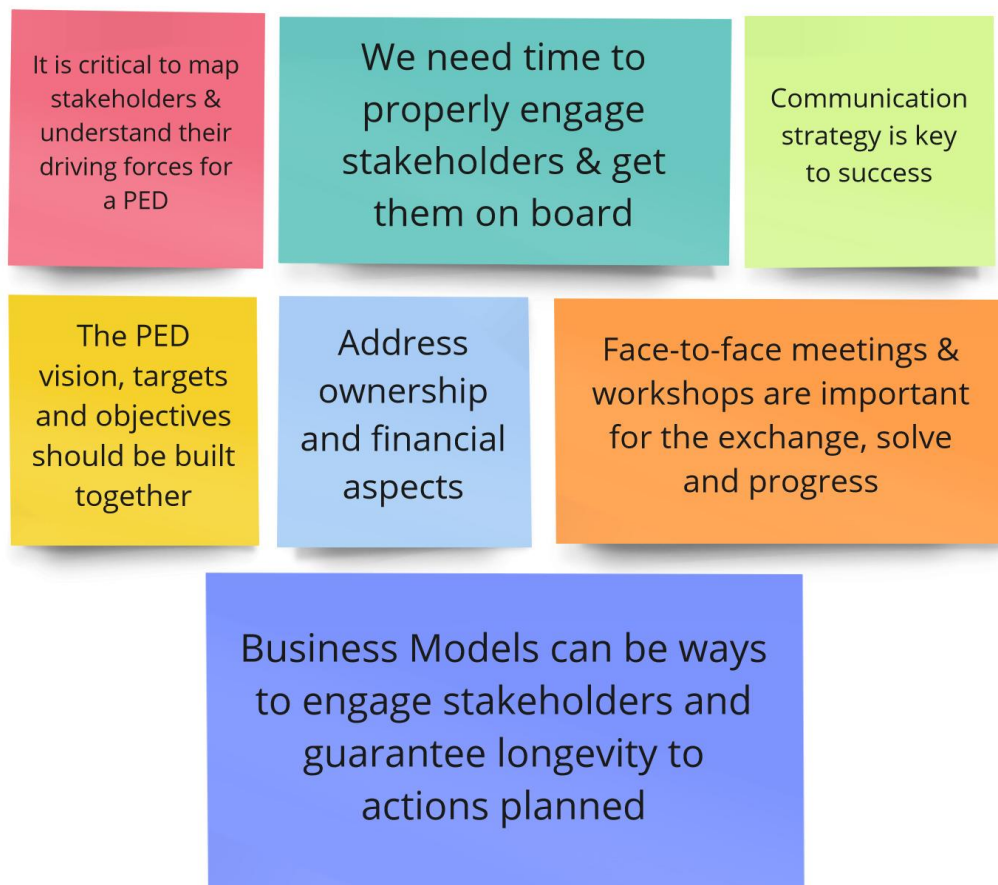 It is critical to map
stakeholders &
understand their
driving forces for
a PED
We need time to
properly engage
stakeholders & get
them on board
Communication
strategy is key
to success
The PED
vision, targets
and objectives
should be built
together
Address
ownership
and financial
aspects
Face-to-face meetings &
workshops are important
for the exchange, solve
and progress
Business Models can be ways
to engage stakeholders and
guarantee longevity to
actions planned